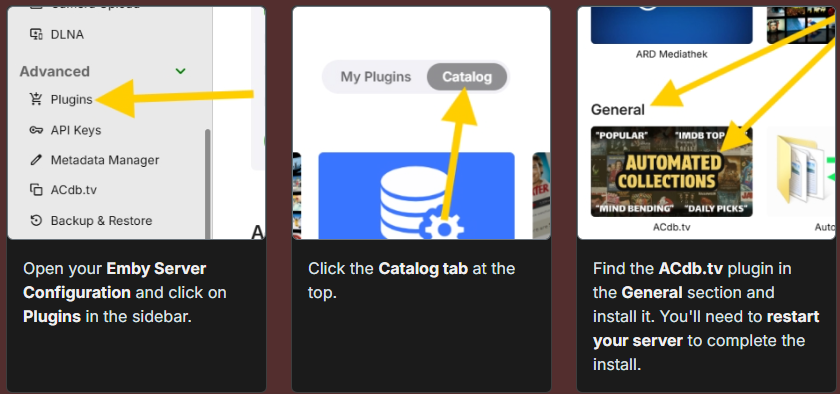 DLNA
Advanced
Plugins
API Keys
Metadata Manager
ACdb.tv
Backup & Restore
Open your Emby Server
Configuration and click on
Plugins in the sidebar.
My Plugins
Catalog
Click the Catalog tab at the
top.
ARD Mediathek
General
"POPULAR"
"IMDB TOP
AUTOMATED
COLLECTIONS
"MIND BENDING"
"DAILY PICKS"
ACdb.tv
Auto
Find the ACdb.tv plugin in
the General section and
install it. You'll need to restart
your server to complete the
install.